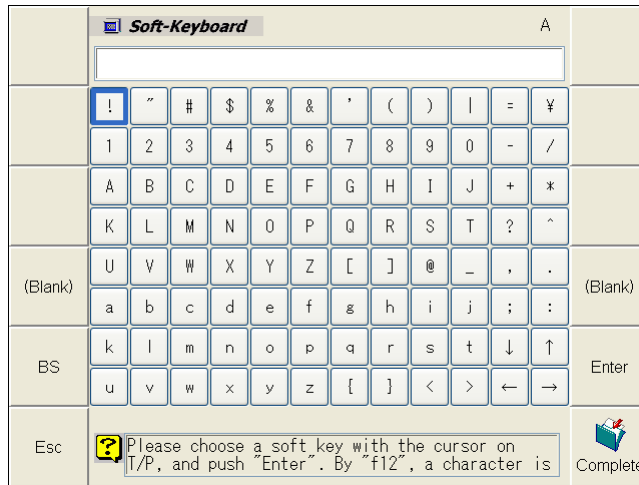 Soft-Keyboard A
! ″ # $ % & ' ( ) | = ¥
1 2 3 4 5 6 7 8 9 0 - /
A B C D E F G H I J + *
K L M N O P Q R S T ? ^
U V W X Y Z [ ] @ _ , .
(Blank) (Blank)
a b c d e f g h i j ; :
k l m n o p q r s t ↓ ↑
BS Enter
u v w x y z { } < > ← →
Esc Please choose a soft key with the cursor on
T/P, and push ″Enter″. By ″f12″, a character is
Complete